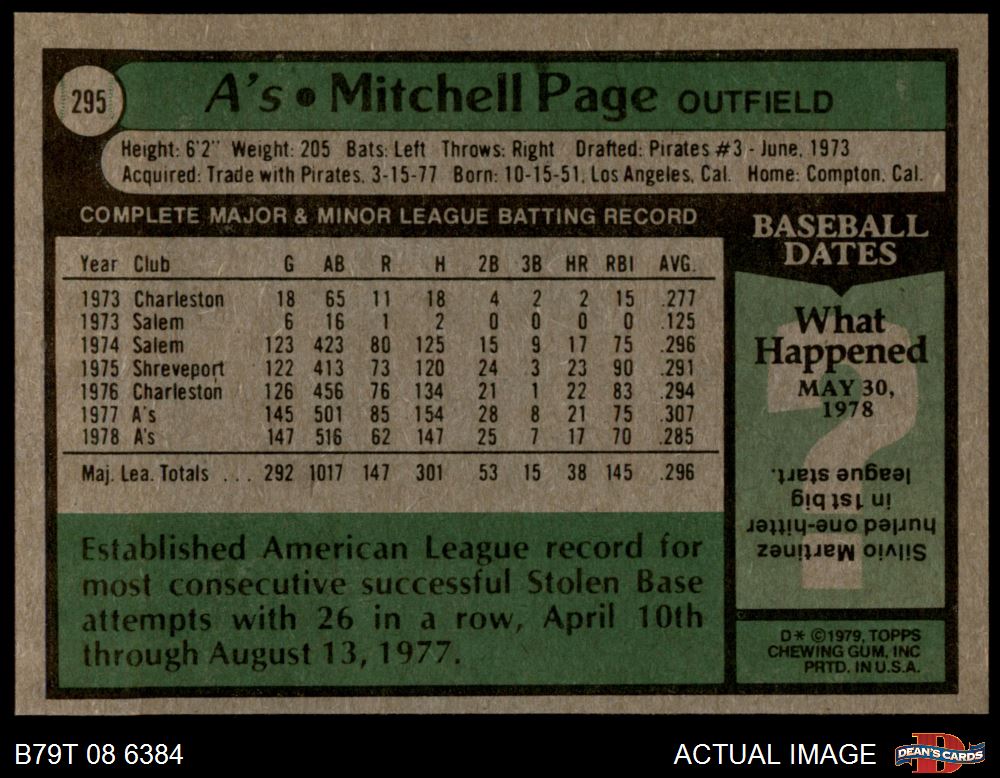 295
A's • Mitchell Page OUTFIELD
Height: 6'2" Weight: 205 Bats: Left Throws: Right Drafted: Pirates #3 - June, 1973
Acquired: Trade with Pirates, 3-15-77 Born: 10-15-51, Los Angeles, Cal. Home: Compton, Cal.
COMPLETE MAJOR & MINOR LEAGUE BATTING RECORD
Year Club G AB R H 2B 3B HR RBI AVG.
1973 Charleston 18 65 11 18 4 2 2 15 .277
1973 Salem 6 16 1 2 0 0 0 0 .125
1974 Salem 123 423 80 125 15 9 17 75 .296
1975 Shreveport 122 413 73 120 24 3 23 90 .291
1976 Charleston 126 456 76 134 21 1 22 83 .294
1977 A's 145 501 85 154 28 8 21 75 .307
1978 A's 147 516 62 147 25 7 17 70 .285
Maj. Lea. Totals . . . 292 1017 147 301 53 15 38 145 .296
Established American League record for
most consecutive successful Stolen Base
attempts with 26 in a row, April 10th
through August 13, 1977.
BASEBALL
DATES
What
Happened
MAY 30,
1978
?
Silvio Martinez
hurled one-hitter
in 1st big
league start.
D* ©1979, TOPPS
CHEWING GUM, INC
PRTD. IN U.S.A.
B79T 08 6384
ACTUAL IMAGE
D
DEAN'S CARDS